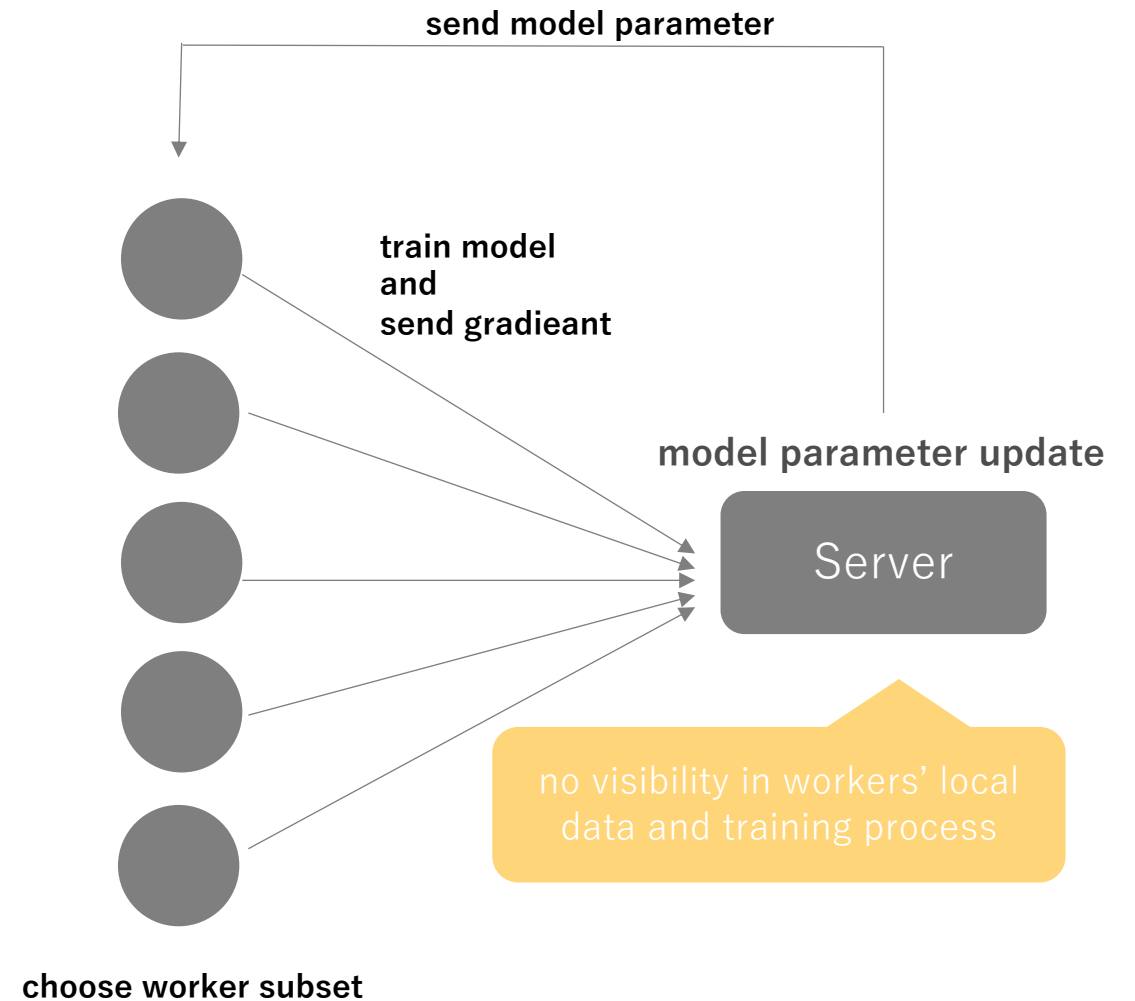 send model parameter
train model
and
send gradieant
model parameter update
Server
no visibility in workers’ local
data and training process
choose worker subset